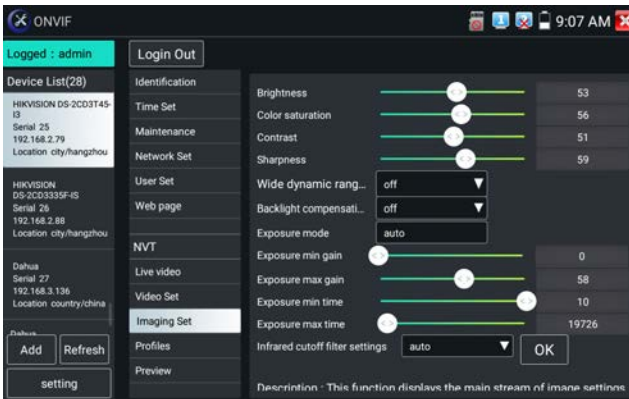 ONVIF
9:07 AM
Logged : admin
Login Out
Device List(28)
HIKVISION DS-2CD3T45-
I3
Serial 25
192.168.2.79
Location city/hangzhou
HIKVISION
DS-2CD3335F-IS
Serial 26
192.168.2.88
Location city/hangzhou
Dahua
Serial 27
192.168.3.136
Location country/china
Dahua
Add
Refresh
setting
Identification
Time Set
Maintenance
Network Set
User Set
Web page
NVT
Live video
Video Set
Imaging Set
Profiles
Preview
Brightness 53
Color saturation 56
Contrast 51
Sharpness 59
Wide dynamic rang... off
Backlight compensati... off
Exposure mode auto
Exposure min gain 0
Exposure max gain 58
Exposure min time 10
Exposure max time 19726
Infrared cutoff filter settings auto OK
Description : This function displays the main stream of image settings